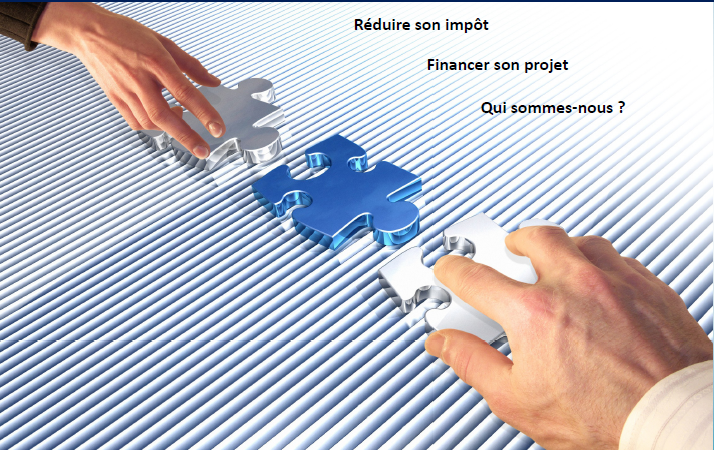 Réduire son impôt
Financer son projet
Qui sommes-nous ?